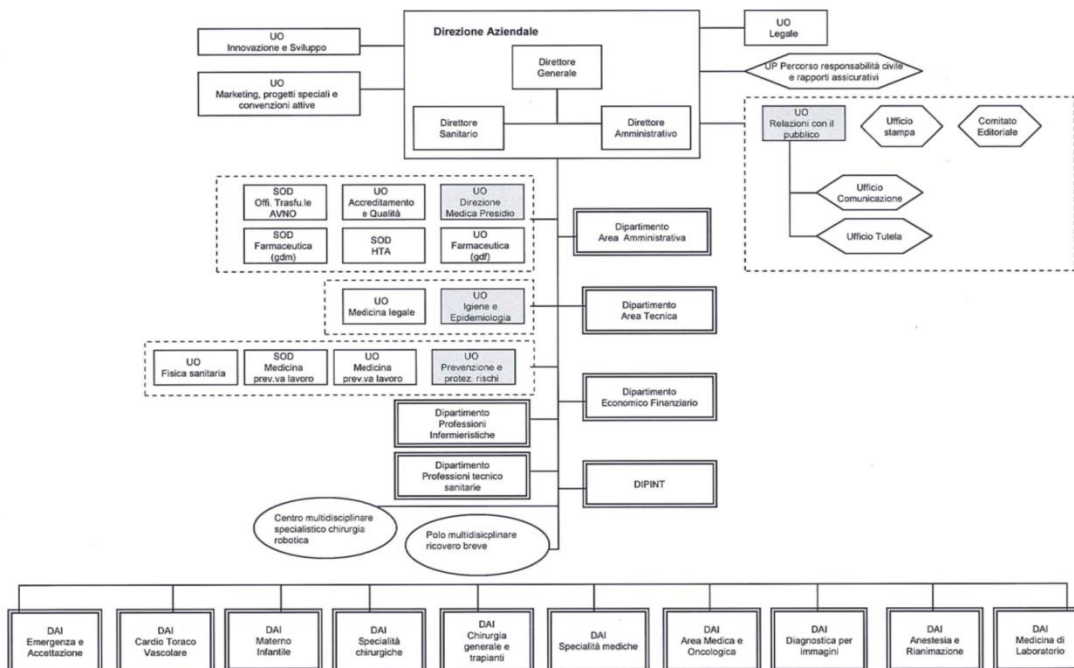 Direzione Aziendale
UO
Innovazione e Sviluppo
UO
Marketing, progetti speciali e
convenzioni attive
Direttore
Generale
Direttore
Sanitario
Direttore
Amministrativo
UO
Legale
UP Percorso responsabilità civile
e rapporti assicurativi
UO
Relazioni con il
pubblico
Ufficio
stampa
Comitato
Editoriale
Ufficio
Comunicazione
Ufficio Tutela
SOD
Offi. Trasfu.le
AVNO
UO
Accreditamento
e Qualità
UO
Direzione
Medica Presidio
SOD
Farmaceutica
(gdm)
SOD
HTA
UO
Farmaceutica
(gdf)
Dipartimento
Area Amministrativa
UO
Medicina legale
UO
Igiene e
Epidemiologia
Dipartimento
Area Tecnica
UO
Fisica sanitaria
SOD
Medicina
prev.va lavoro
UO
Medicina
prev.va lavoro
UO
Prevenzione e
protez. rischi
Dipartimento
Economico Finanziario
Dipartimento
Professioni
Infermieristiche
Dipartimento
Professioni tecnico
sanitarie
DIPINT
Centro multidisciplinare
specialistico chirurgia
robotica
Polo multidisicplinare
ricovero breve
DAI
Emergenza e
Accettazione
DAI
Cardio Toraco
Vascolare
DAI
Materno
Infantile
DAI
Specialità
chirurgiche
DAI
Chirurgia
generale e
trapianti
DAI
Specialità mediche
DAI
Area Medica e
Oncologica
DAI
Diagnostica per
immagini
DAI
Anestesia e
Rianimazione
DAI
Medicina di
Laboratorio